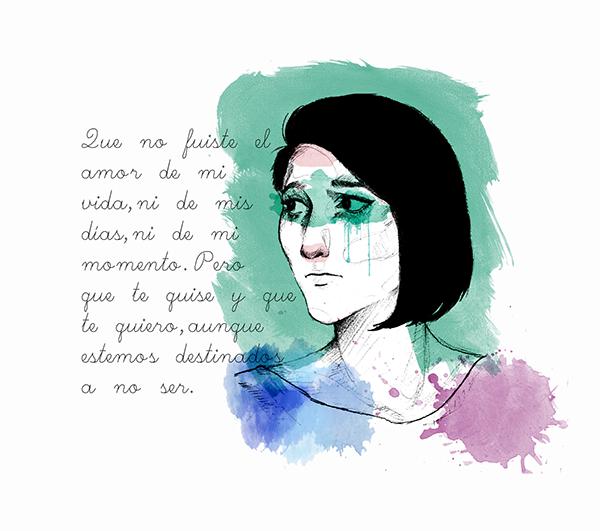 Que no fuiste el
amor de mi
vida,ni de mis
días,ni de mi
momento. Pero
que te quise y que
te quiero,aunque
estemos destinados
a no ser.